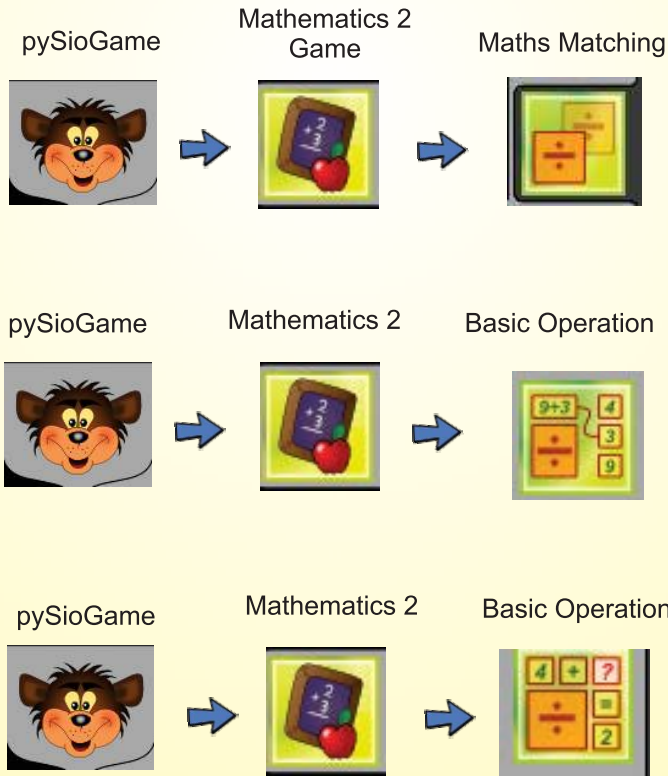 pySioGame
Mathematics 2
Game
Maths Matching
+2
3
÷
÷
pySioGame
Mathematics 2
Basic Operation
+2
3
9÷3
4
÷
3
9
pySioGame
Mathematics 2
Basic Operation
+2
3
4 + ?
÷
=
2